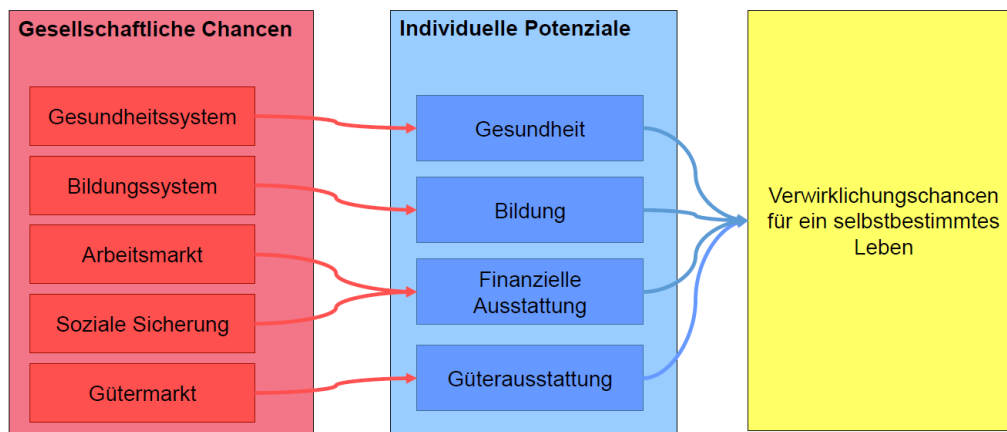 Gesellschaftliche Chancen
Gesundheitssystem
Bildungssystem
Arbeitsmarkt
Soziale Sicherung
Gütermarkt
Individuelle Potenziale
Gesundheit
Bildung
Finanzielle
Ausstattung
Güterausstattung
Verwirklichungschancen
für ein selbstbestimmtes
Leben